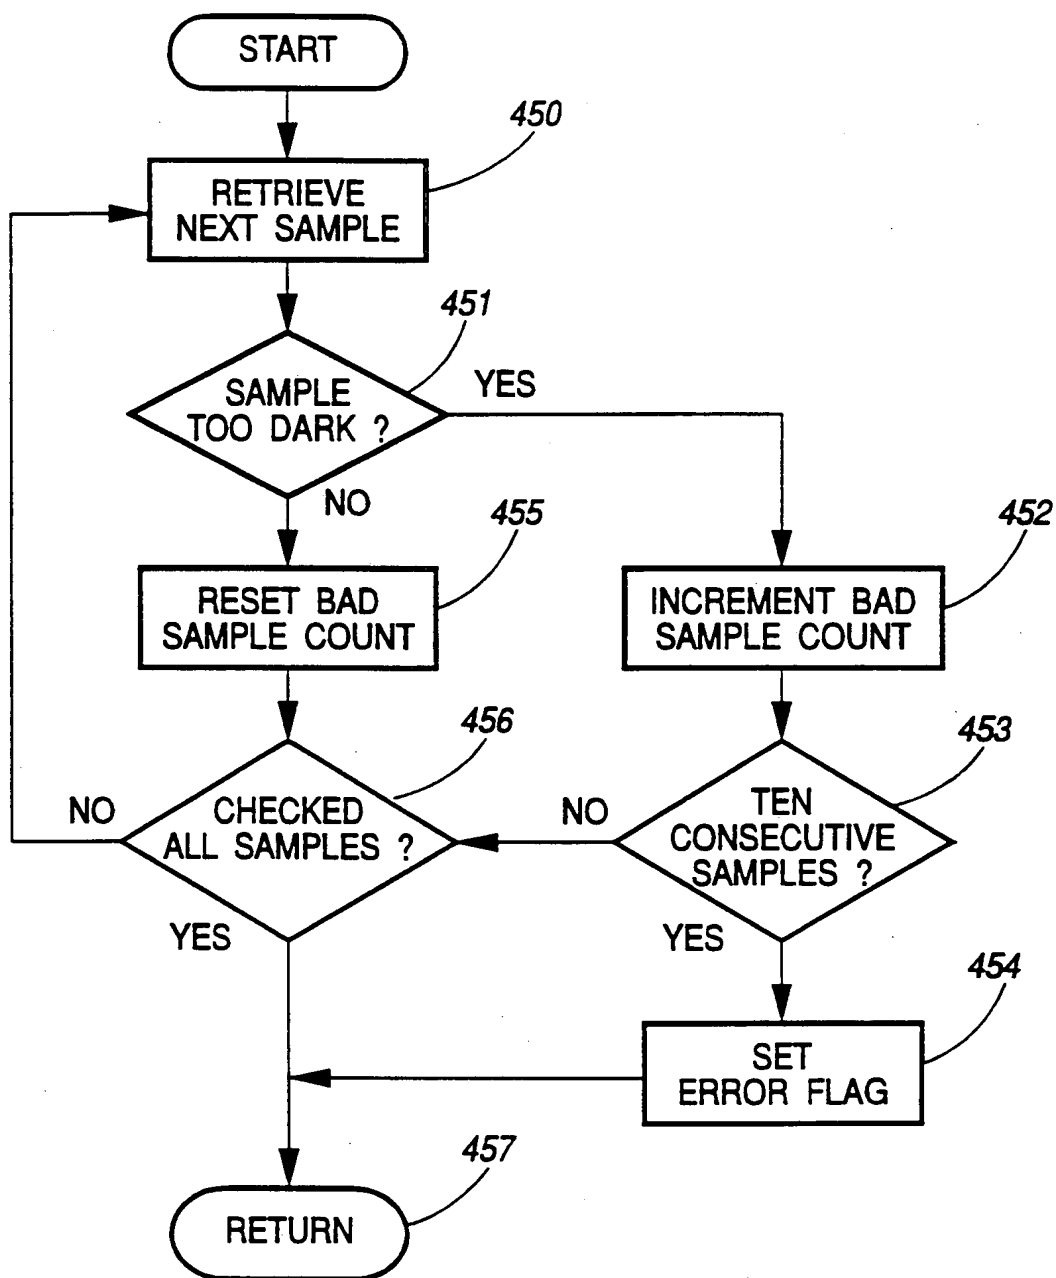 START
450
RETRIEVE
NEXT SAMPLE
451
SAMPLE
TOO DARK ?
YES
NO
455
452
RESET BAD
SAMPLE COUNT
INCREMENT BAD
SAMPLE COUNT
456
453
NO
CHECKED
ALL SAMPLES ?
NO
TEN
CONSECUTIVE
SAMPLES ?
YES
YES
454
SET
ERROR FLAG
457
RETURN